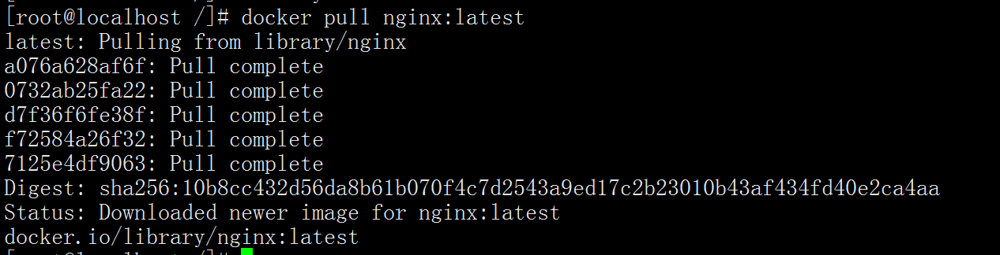 [root@localhost /]# docker pull nginx:latest
latest: Pulling from library/nginx
a076a628af6f: Pull complete
0732ab25fa22: Pull complete
d7f36f6fe38f: Pull complete
f72584a26f32: Pull complete
7125e4df9063: Pull complete
Digest: sha256:10b8cc432d56da8b61b070f4c7d2543a9ed17c2b23010b43af434fd40e2ca4aa
Status: Downloaded newer image for nginx:latest
docker.io/library/nginx:latest
[root@localhost /]#